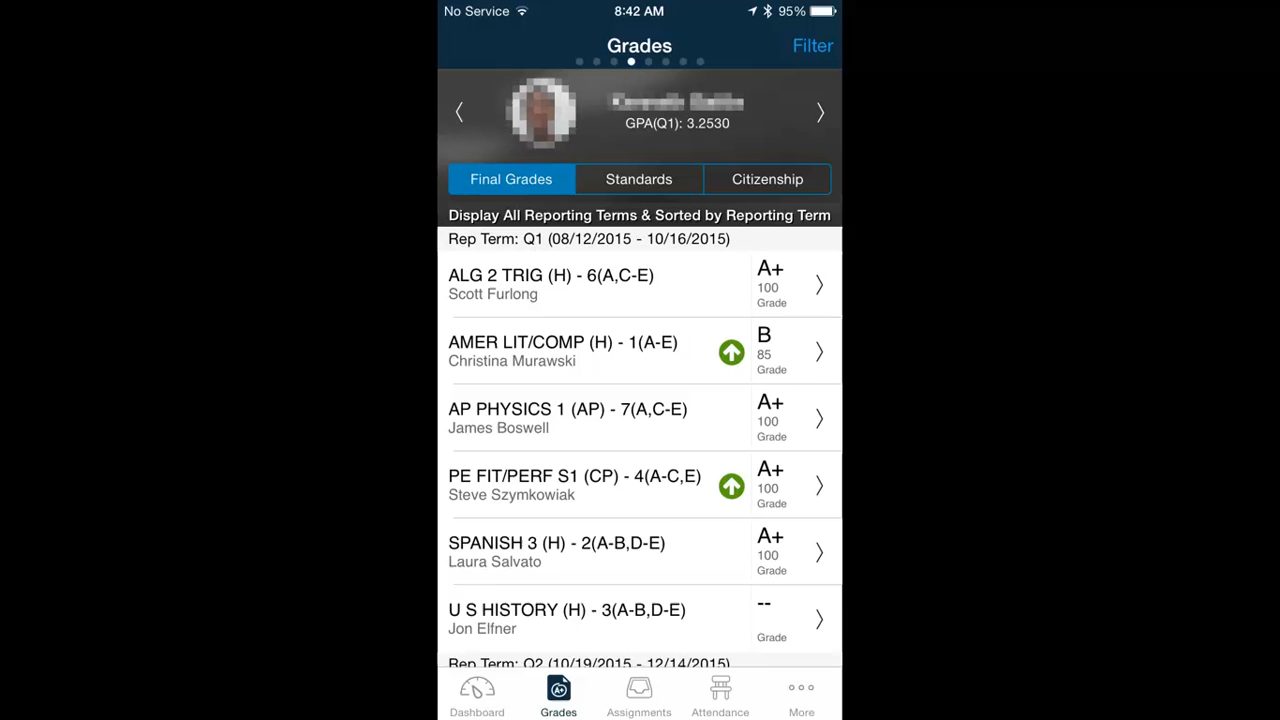 No Service 8:42 AM 95%
Grades Filter
GPA(Q1): 3.2530
Final Grades Standards Citizenship
Display All Reporting Terms & Sorted by Reporting Term
Rep Term: Q1 (08/12/2015 - 10/16/2015)
ALG 2 TRIG (H) - 6(A,C-E)
Scott Furlong
A+
100
Grade
AMER LIT/COMP (H) - 1(A-E)
Christina Murawski
B
85
Grade
AP PHYSICS 1 (AP) - 7(A,C-E)
James Boswell
A+
100
Grade
PE FIT/PERF S1 (CP) - 4(A-C,E)
Steve Szymkowiak
A+
100
Grade
SPANISH 3 (H) - 2(A-B,D-E)
Laura Salvato
A+
100
Grade
U S HISTORY (H) - 3(A-B,D-E)
Jon Elfner
--
Grade
Rep Term: Q2 (10/19/2015 - 12/14/2015)
A+
Dashboard Grades Assignments Attendance More